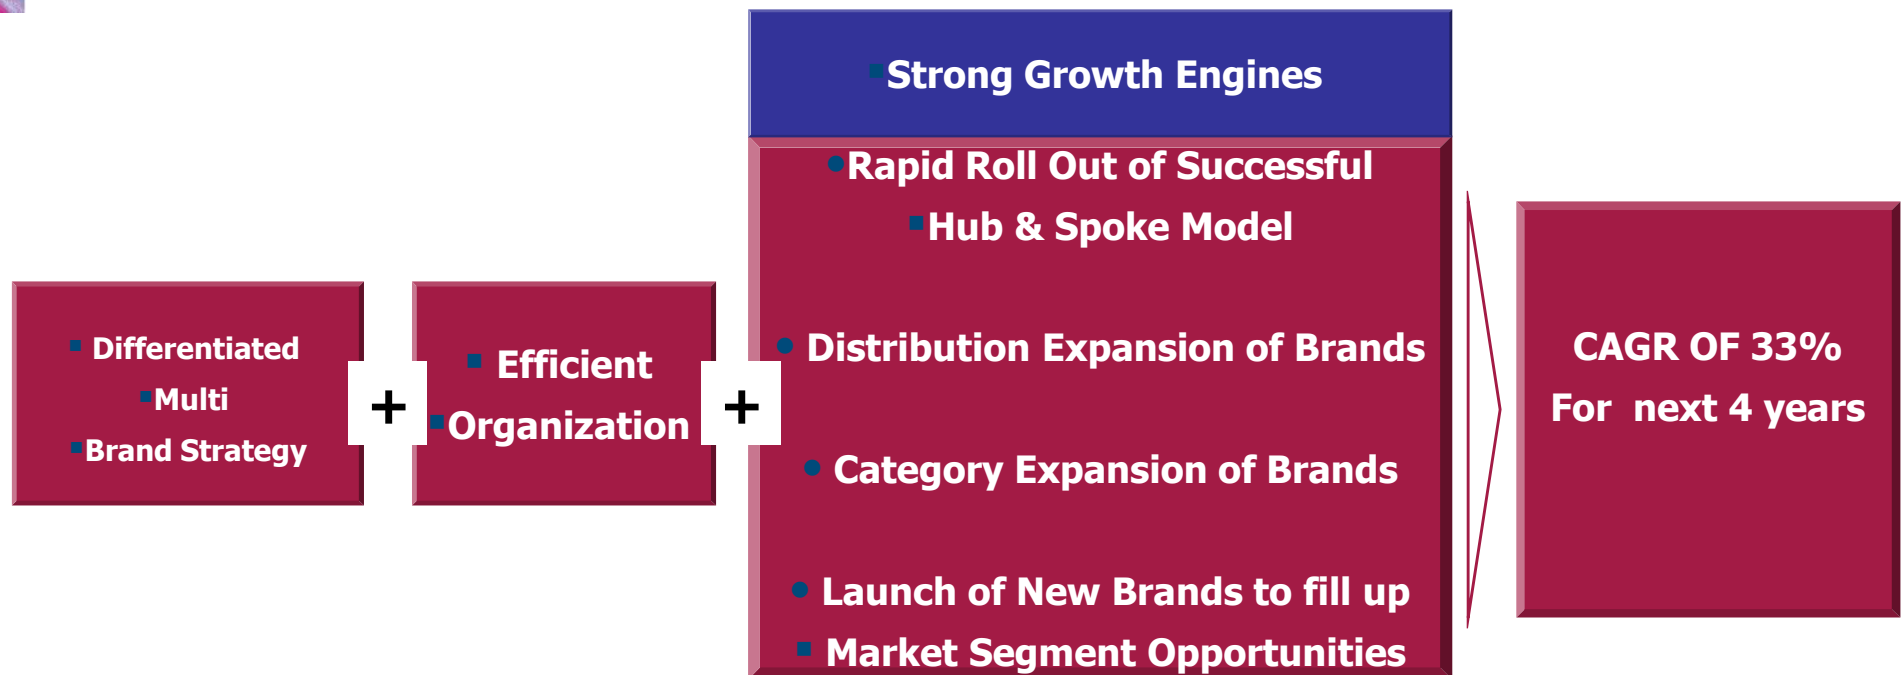 ▪Differentiated
▪Multi
▪Brand Strategy
+
▪Efficient
▪Organization
+
▪Strong Growth Engines
•Rapid Roll Out of Successful
▪Hub & Spoke Model
• Distribution Expansion of Brands
• Category Expansion of Brands
• Launch of New Brands to fill up
▪ Market Segment Opportunities
CAGR OF 33%
For next 4 years